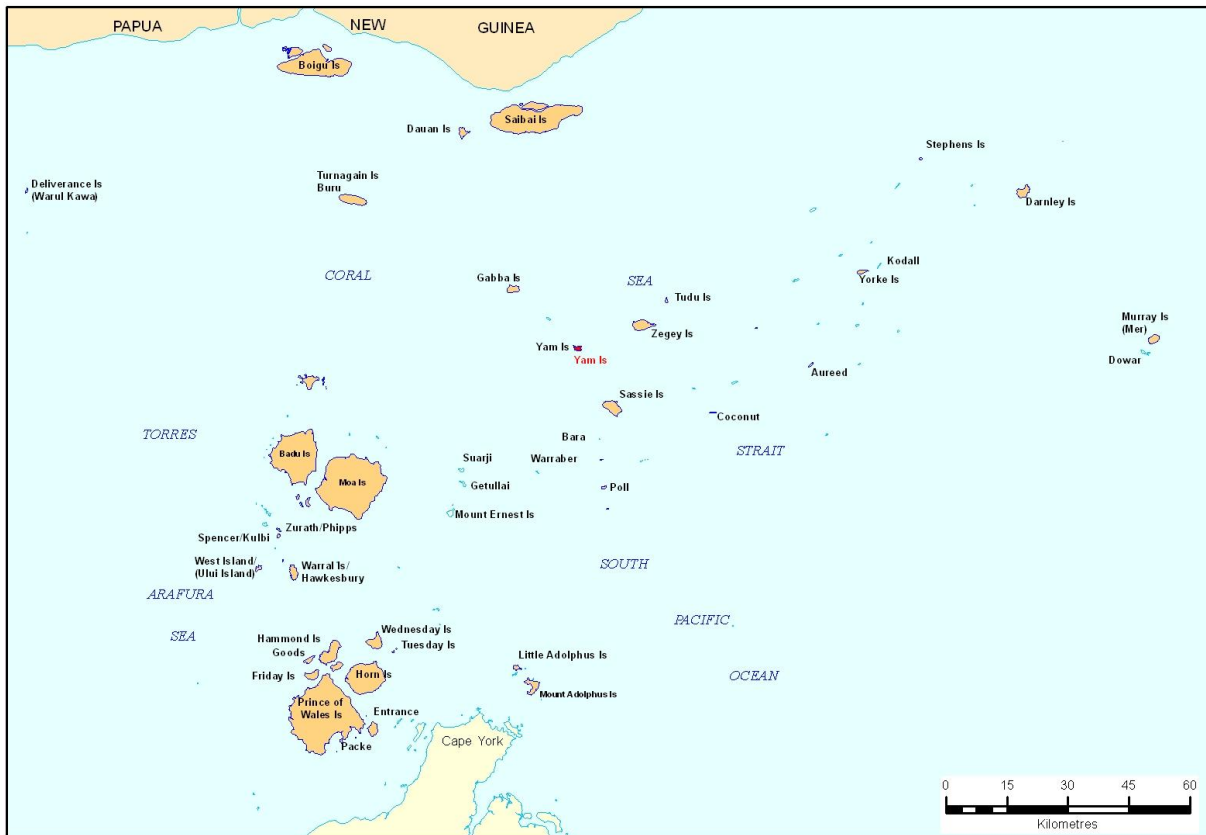 PAPUA NEW GUINEA
Boigu Is
Saibai Is
Dauan Is
Stephens Is
Deliverance Is
(Warul Kawa)
Turnagain Is
Buru
Darnley Is
CORAL
SEA
Gabba Is
Kodall
Yorke Is
Tudu Is
Zegey Is
Murray Is
(Mer)
Yam Is
Yam Is
Dowar
Aureed
Sassie Is
Coconut
TORRES
STRAIT
Bara
Badu Is
Suarji
Warraber
Moa Is
Getullai
Poll
Mount Ernest Is
Zurath/Phipps
Spencer/Kulbi
West Island/
(Ului Island)
Warral Is/
Hawkesbury
SOUTH
ARAFURA
SEA
PACIFIC
OCEAN
Wednesday Is
Hammond Is
Tuesday Is
Goods
Little Adolphus Is
Friday Is
Horn Is
Mount Adolphus Is
Prince of
Wales Is
Entrance
Packe
Cape York
0 15 30 45 60
Kilometres